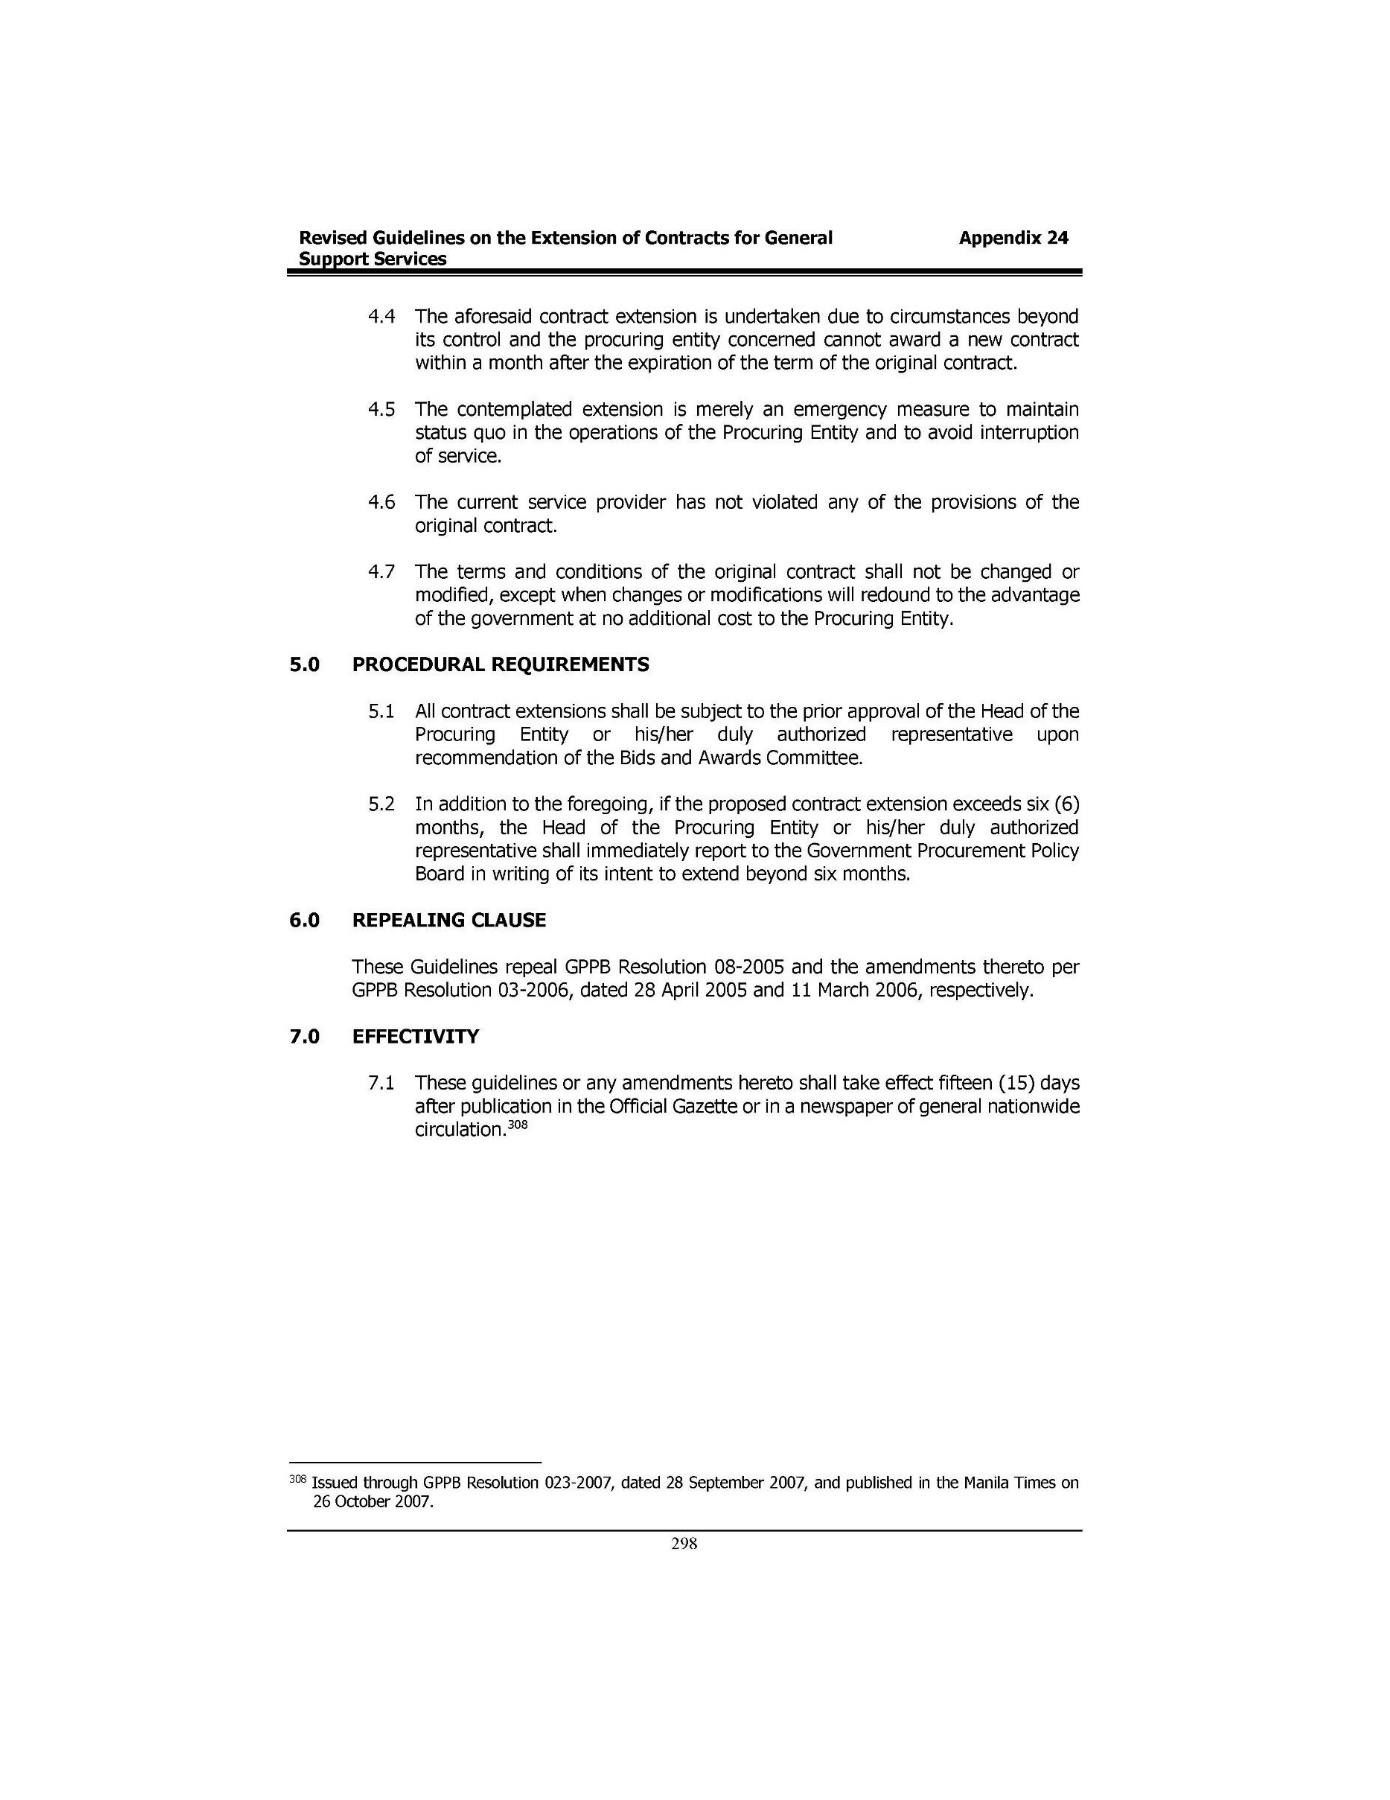 Revised Guidelines on the Extension of Contracts for General Appendix 24
Support Services
4.4 The aforesaid contract extension is undertaken due to circumstances beyond
its control and the procuring entity concerned cannot award a new contract
within a month after the expiration of the term of the original contract.
4.5 The contemplated extension is merely an emergency measure to maintain
status quo in the operations of the Procuring Entity and to avoid interruption
of service.
4.6 The current service provider has not violated any of the provisions of the
original contract.
4.7 The terms and conditions of the original contract shall not be changed or
modified, except when changes or modifications will redound to the advantage
of the government at no additional cost to the Procuring Entity.
5.0 PROCEDURAL REQUIREMENTS
5.1 All contract extensions shall be subject to the prior approval of the Head of the
Procuring Entity or his/her duly authorized representative upon
recommendation of the Bids and Awards Committee.
5.2 In addition to the foregoing, if the proposed contract extension exceeds six (6)
months, the Head of the Procuring Entity or his/her duly authorized
representative shall immediately report to the Government Procurement Policy
Board in writing of its intent to extend beyond six months.
6.0 REPEALING CLAUSE
These Guidelines repeal GPPB Resolution 08-2005 and the amendments thereto per
GPPB Resolution 03-2006, dated 28 April 2005 and 11 March 2006, respectively.
7.0 EFFECTIVITY
7.1 These guidelines or any amendments hereto shall take effect fifteen (15) days
after publication in the Official Gazette or in a newspaper of general nationwide
circulation.308
308 Issued through GPPB Resolution 023-2007, dated 28 September 2007, and published in the Manila Times on
26 October 2007.
298